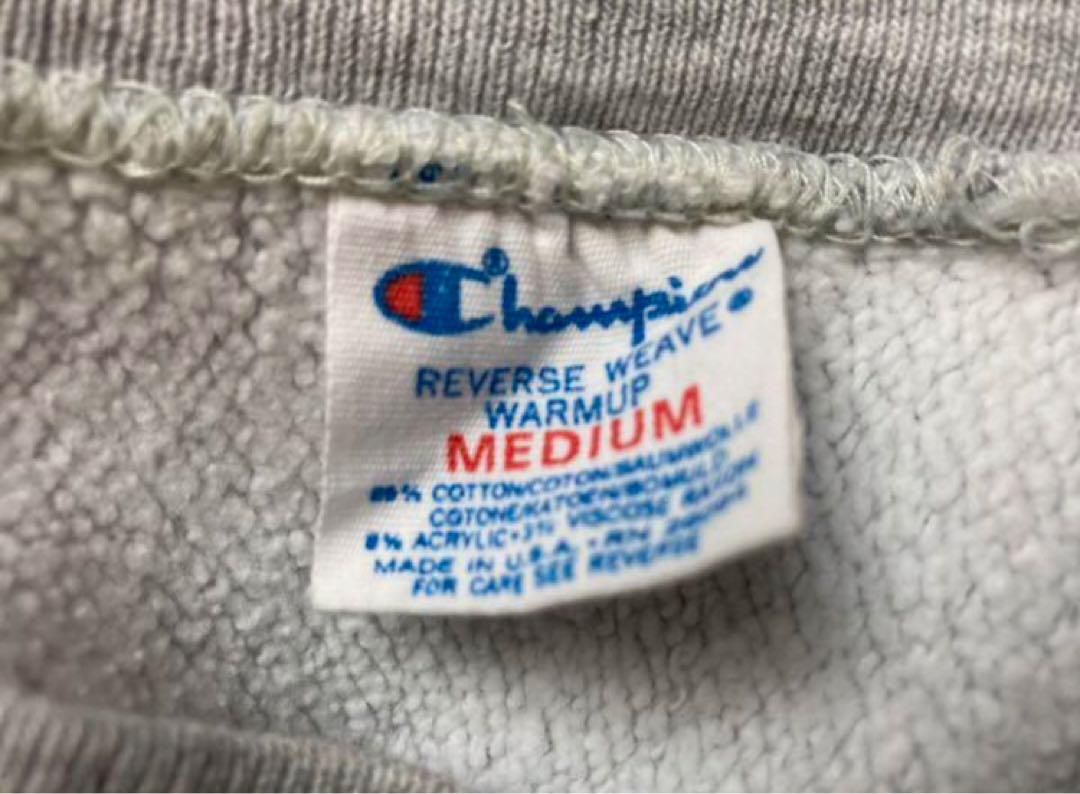 Champion®
REVERSE WEAVE®
WARMUP
MEDIUM
89% COTTON/COTON/BAUMWOLLE
COTONE/KATOEN/BOMULD
8% ACRYLIC • 3% VISCOSE RAYON
MADE IN U.S.A. • RN
FOR CARE SEE REVERSE